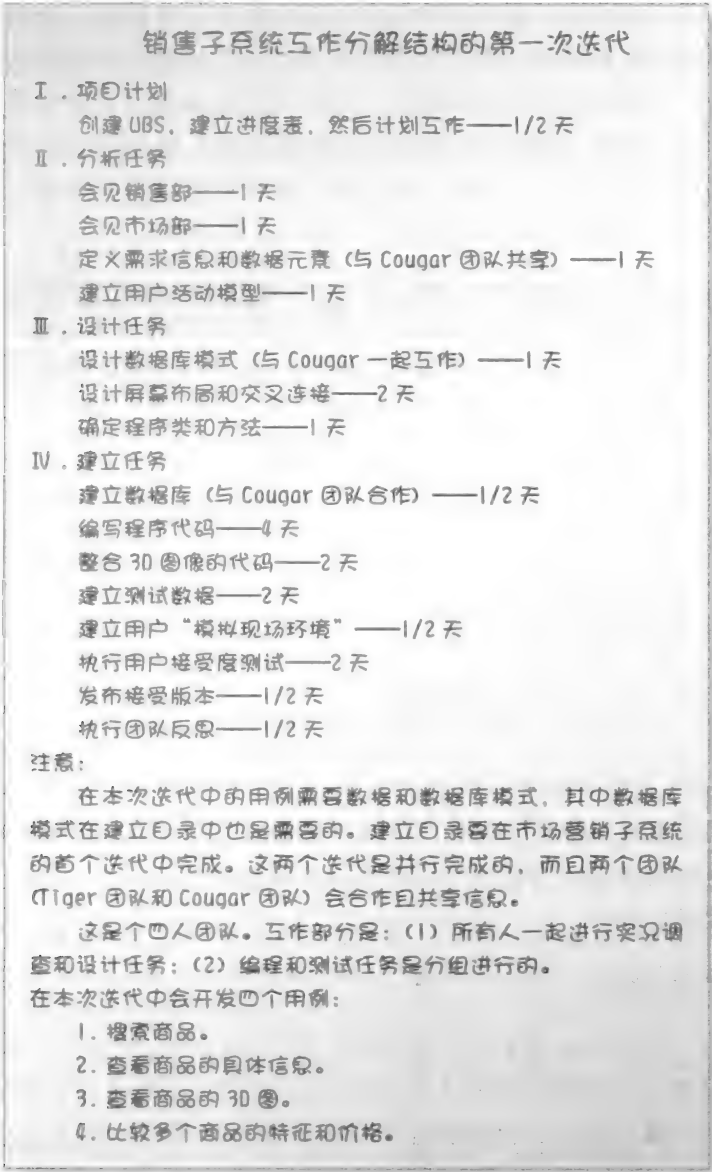 销售子系统工作分解结构的第一次迭代
Ⅰ．项目计划
创建 UBS，建立进度表，然后计划工作——1/2 天
Ⅱ．分析任务
会见销售部——1 天
会见市场部——1 天
定义需求信息和数据元素（与 Cougar 团队共享）——1 天
建立用户活动模型——1 天
Ⅲ．设计任务
设计数据库模式（与 Cougar 一起工作）——1 天
设计屏幕布局和交叉连接——2 天
确定程序类和方法——1 天
Ⅳ．建立任务
建立数据库（与 Cougar 团队合作）——1/2 天
编写程序代码——4 天
整合 3D 图像的代码——2 天
建立测试数据——2 天
建立用户“模拟现场环境”——1/2 天
执行用户接受度测试——2 天
发布接受版本——1/2 天
执行团队反思——1/2 天
注意：
在本次迭代中的用例需要数据和数据库模式，其中数据库
模式在建立目录中也是需要的。建立目录要在市场营销子系统
的首个迭代中完成。这两个迭代是并行完成的，而且两个团队
（Tiger 团队和 Cougar 团队）会合作且共享信息。
这是个四人团队。工作部分是：（1）所有人一起进行实况调
查和设计任务；（2）编程和测试任务是分组进行的。
在本次迭代中会开发四个用例：
1. 搜索商品。
2. 查看商品的具体信息。
3. 查看商品的 3D 图。
4. 比较多个商品的特征和价格。